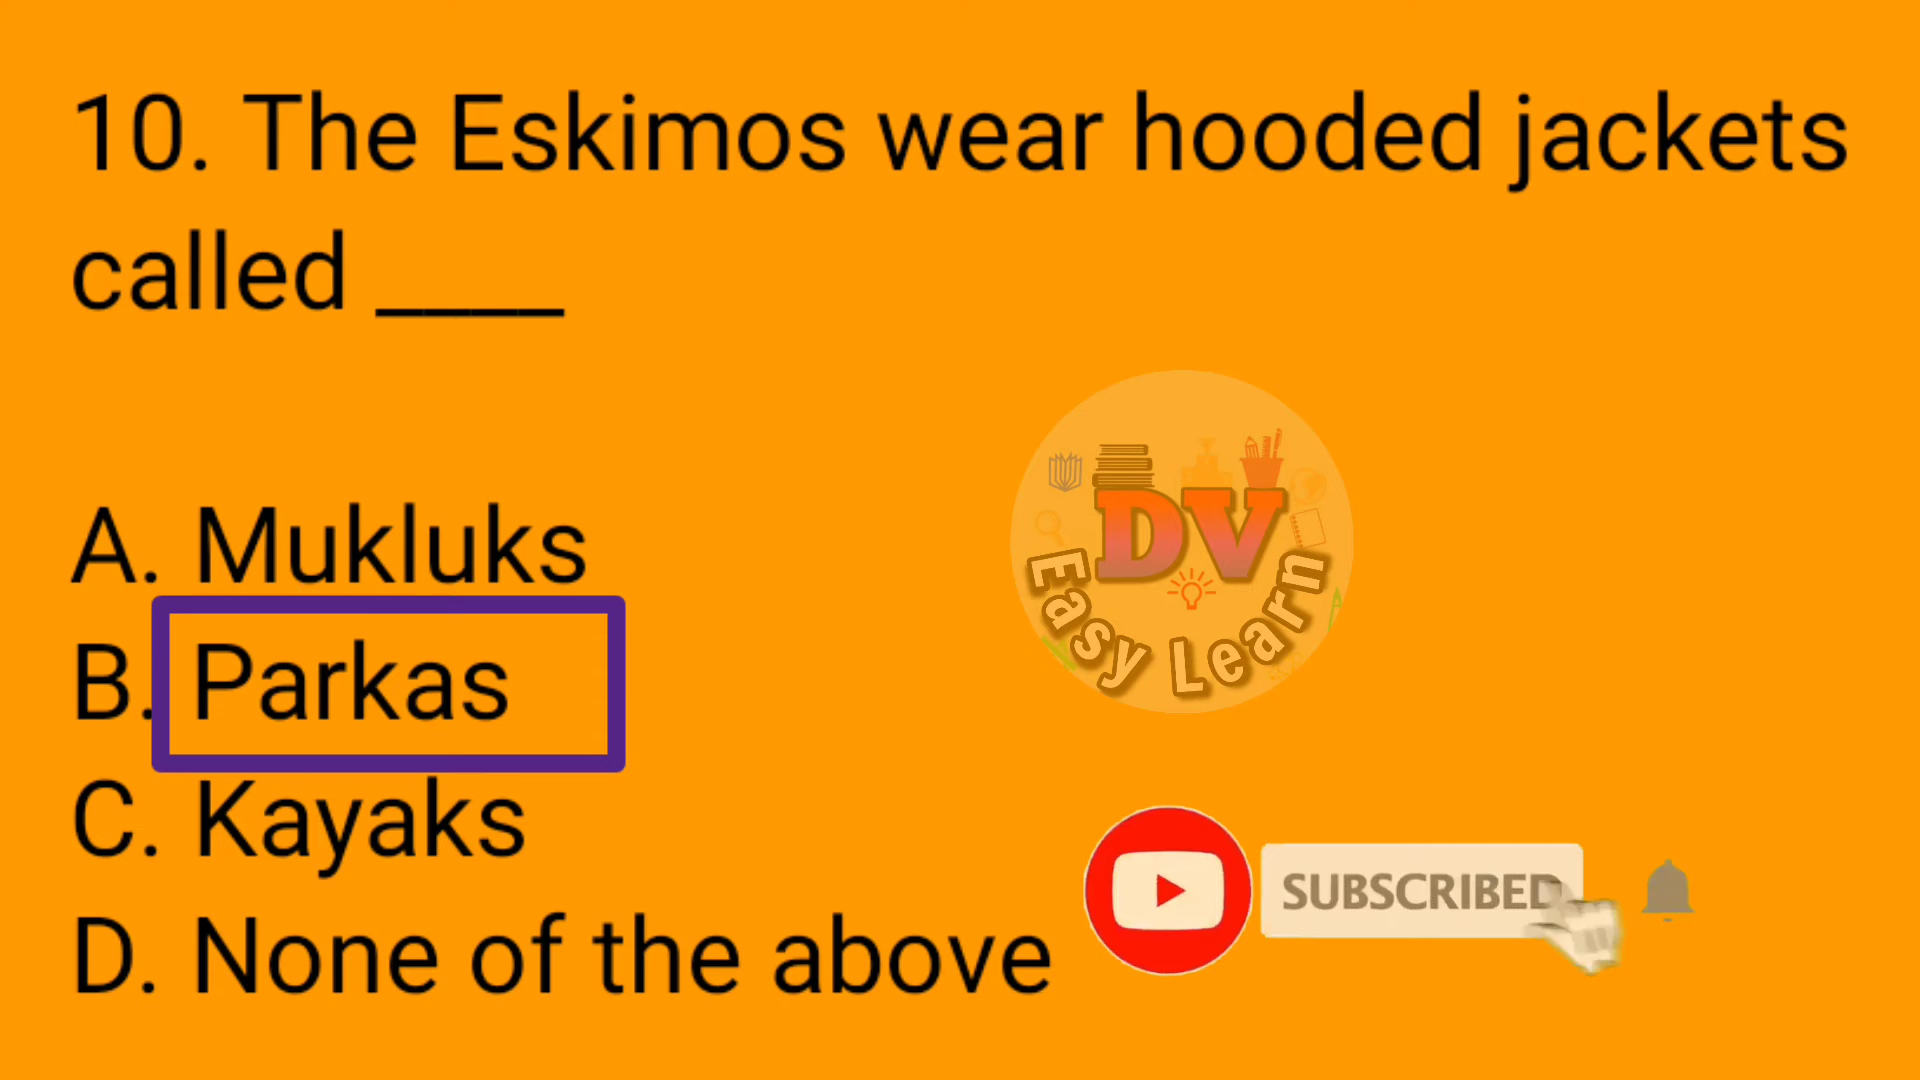 10. The Eskimos wear hooded jackets
called ____
A. Mukluks
B. Parkas
C. Kayaks
D. None of the above
DV
Easy Learn
SUBSCRIBED